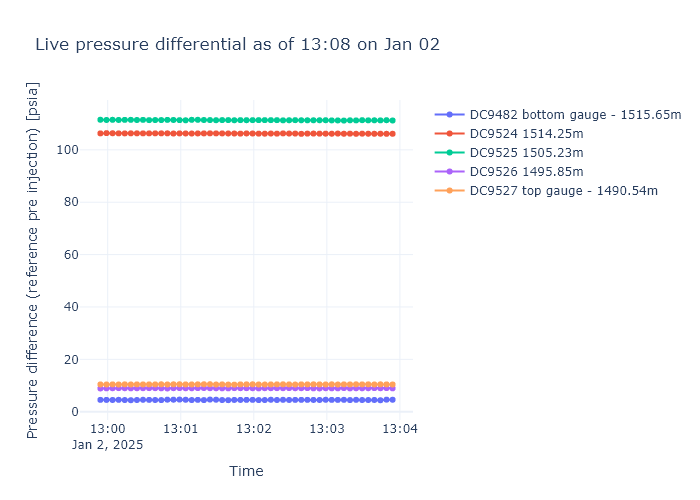 Live pressure differential as of 13:08 on Jan 02
Pressure difference (reference pre injection) [psia]
100
80
60
40
20
0
13:00
Jan 2, 2025
13:01
13:02
13:03
13:04
Time
DC9482 bottom gauge - 1515.65m
DC9524 1514.25m
DC9525 1505.23m
DC9526 1495.85m
DC9527 top gauge - 1490.54m